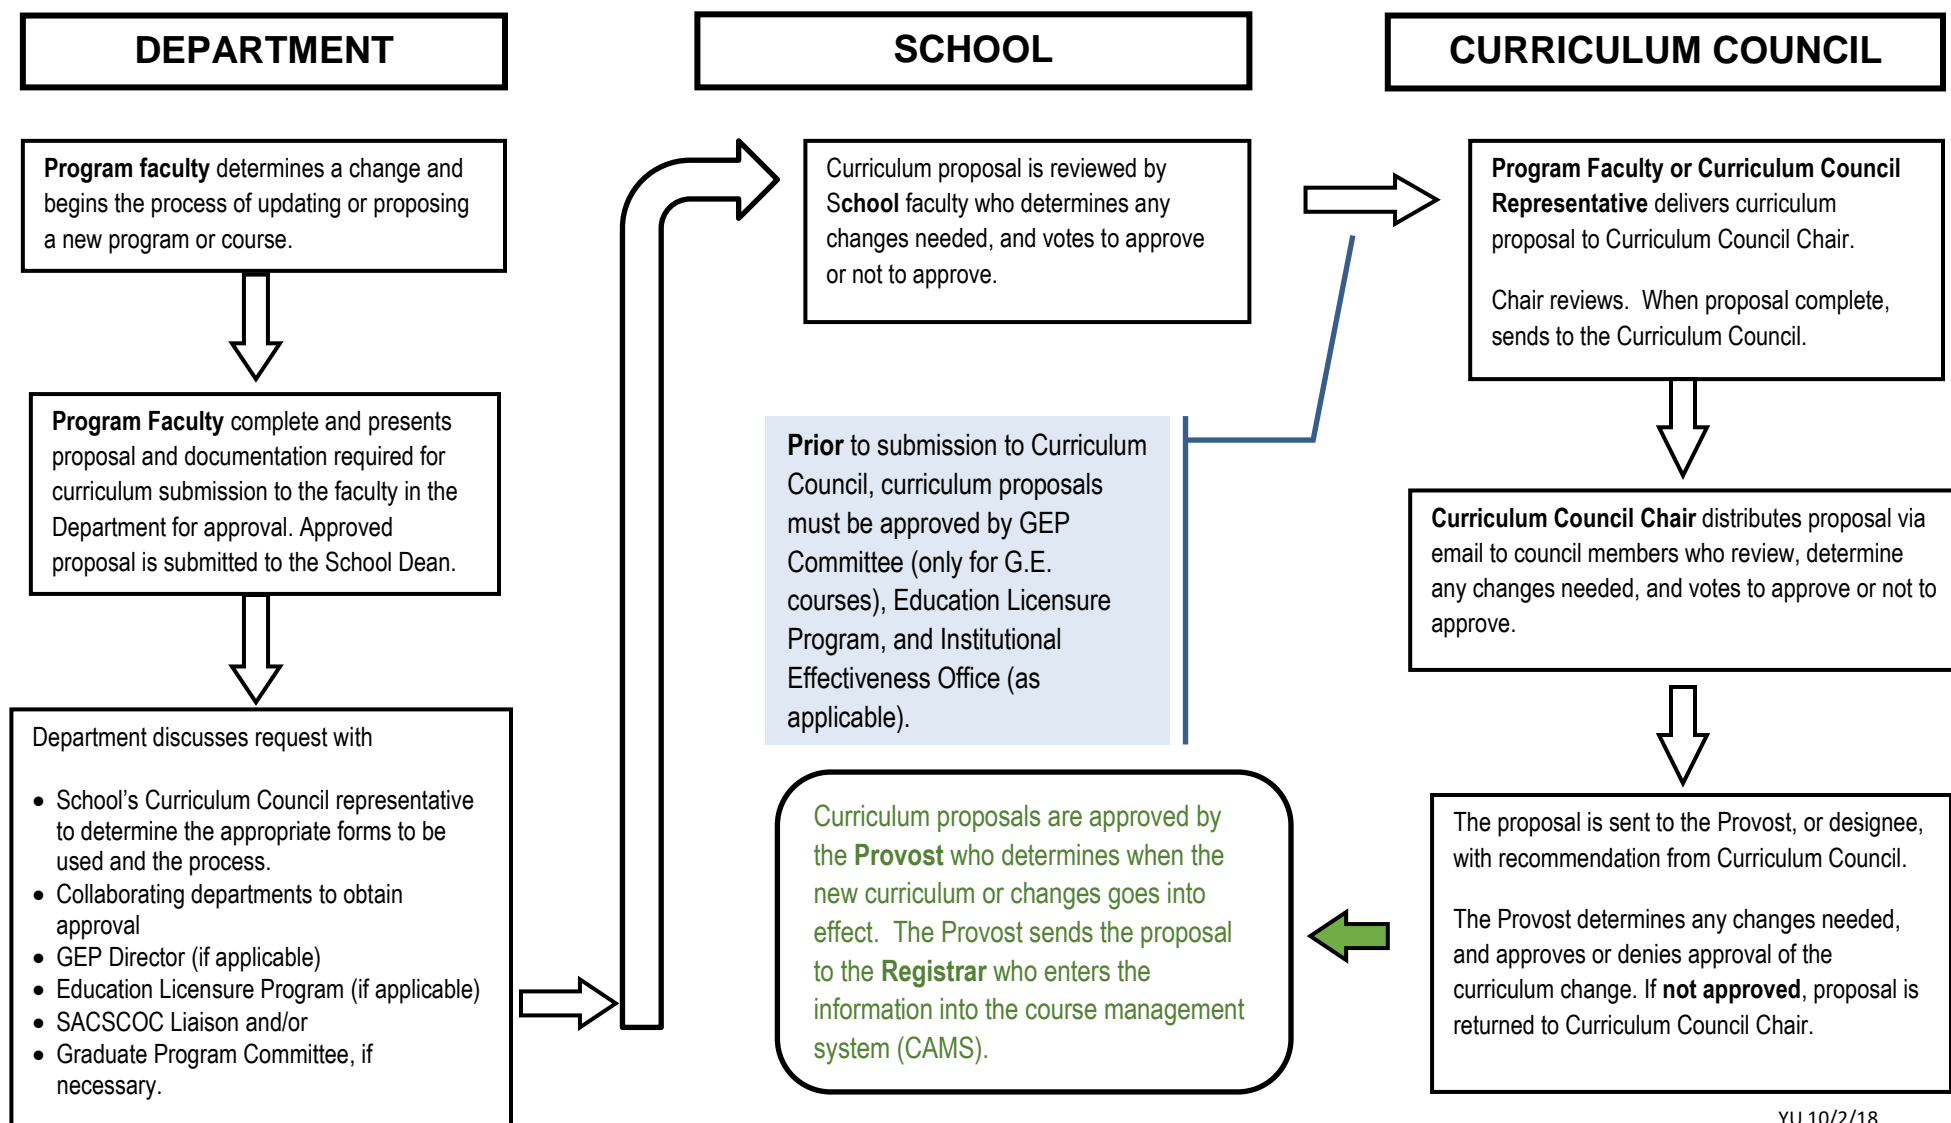 DEPARTMENT
Program faculty determines a change and
begins the process of updating or proposing
a new program or course.
Program Faculty complete and presents
proposal and documentation required for
curriculum submission to the faculty in the
Department for approval. Approved
proposal is submitted to the School Dean.
Department discusses request with
• School’s Curriculum Council representative
to determine the appropriate forms to be
used and the process.
• Collaborating departments to obtain
approval
• GEP Director (if applicable)
• Education Licensure Program (if applicable)
• SACSCOC Liaison and/or
• Graduate Program Committee, if
necessary.
SCHOOL
Curriculum proposal is reviewed by
School faculty who determines any
changes needed, and votes to approve
or not to approve.
Prior to submission to Curriculum
Council, curriculum proposals
must be approved by GEP
Committee (only for G.E.
courses), Education Licensure
Program, and Institutional
Effectiveness Office (as
applicable).
Curriculum proposals are approved by
the Provost who determines when the
new curriculum or changes goes into
effect.  The Provost sends the proposal
to the Registrar who enters the
information into the course management
system (CAMS).
CURRICULUM COUNCIL
Program Faculty or Curriculum Council
Representative delivers curriculum
proposal to Curriculum Council Chair.
Chair reviews.  When proposal complete,
sends to the Curriculum Council.
Curriculum Council Chair distributes proposal via
email to council members who review, determine
any changes needed, and votes to approve or not to
approve.
The proposal is sent to the Provost, or designee,
with recommendation from Curriculum Council.
The Provost determines any changes needed,
and approves or denies approval of the
curriculum change. If not approved, proposal is
returned to Curriculum Council Chair.
YU 10/2/18